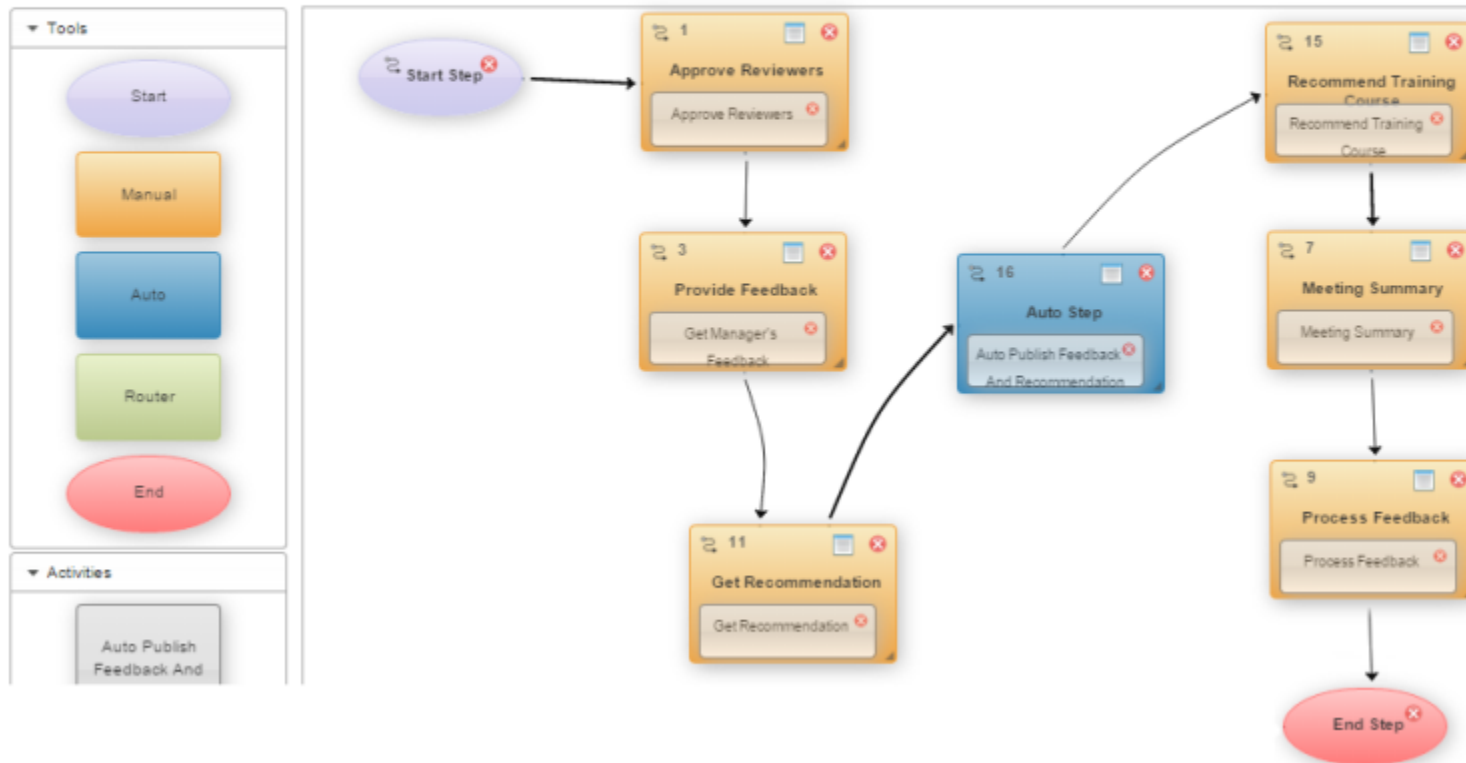 Tools
Start
Manual
Auto
Router
End
Activities
Auto Publish
Feedback And
Start Step
1
Approve Reviewers
Approve Reviewers
3
Provide Feedback
Get Manager's
Feedback
11
Get Recommendation
Get Recommendation
16
Auto Step
Auto Publish Feedback
And Recommendation
15
Recommend Training
Course
Recommend Training
Course
7
Meeting Summary
Meeting Summary
9
Process Feedback
Process Feedback
End Step